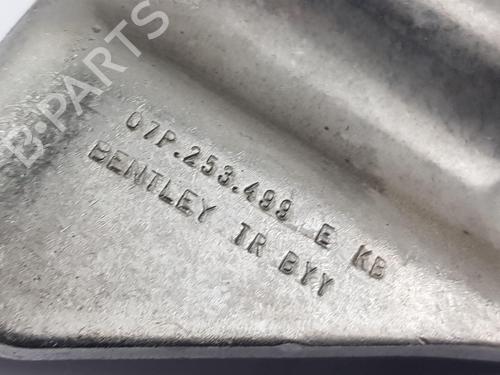 B-PARTS
07P.253.499 E KB
BENTLEY TR BYY